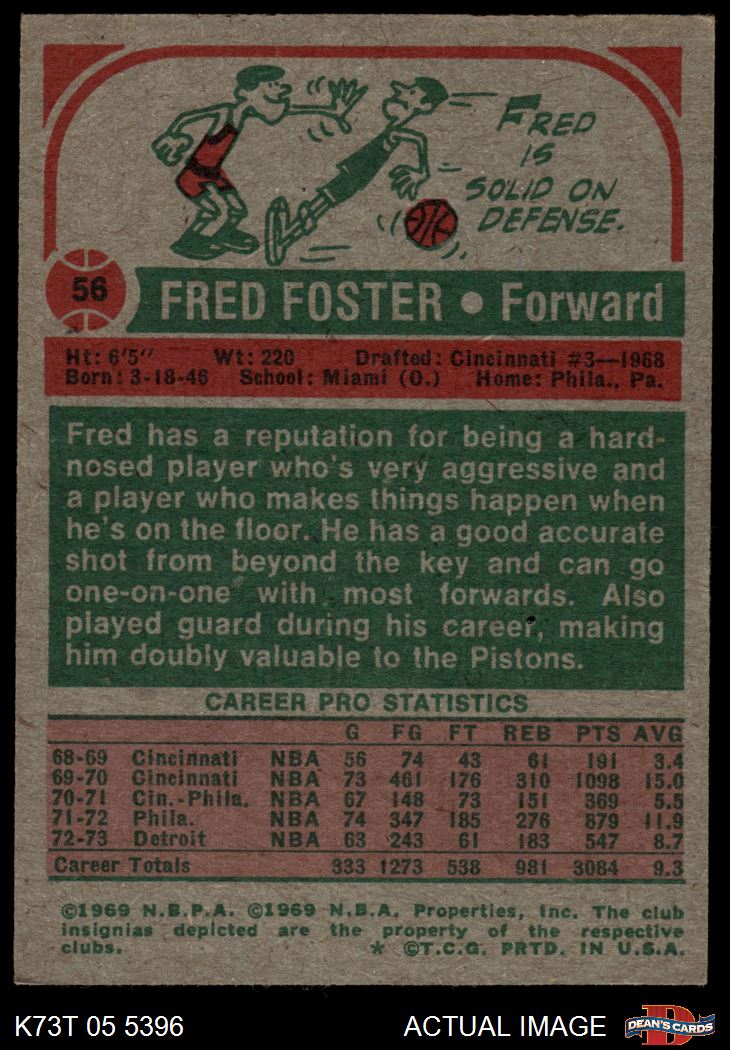 FRED
IS
SOLID ON
DEFENSE.
56
FRED FOSTER • Forward
Ht: 6'5" Wt: 220 Drafted: Cincinnati #3—1968
Born: 3-18-46 School: Miami (O.) Home: Phila., Pa.
Fred has a reputation for being a hard-
nosed player who's very aggressive and
a player who makes things happen when
he's on the floor. He has a good accurate
shot from beyond the key and can go
one-on-one with most forwards. Also
played guard during his career, making
him doubly valuable to the Pistons.
CAREER PRO STATISTICS
G FG FT REB PTS AVG
68-69 Cincinnati NBA 56 74 43 61 191 3.4
69-70 Cincinnati NBA 73 461 176 310 1098 15.0
70-71 Cin.-Phila. NBA 67 148 73 151 369 5.5
71-72 Phila. NBA 74 347 185 276 879 11.9
72-73 Detroit NBA 63 243 61 183 547 8.7
Career Totals 333 1273 538 981 3084 9.3
©1969 N.B.P.A. ©1969 N.B.A. Properties, Inc. The club
insignias depicted are the property of the respective
clubs. * ©T.C.G. PRTD. IN U.S.A.
K73T 05 5396 ACTUAL IMAGE D DEAN'S CARDS